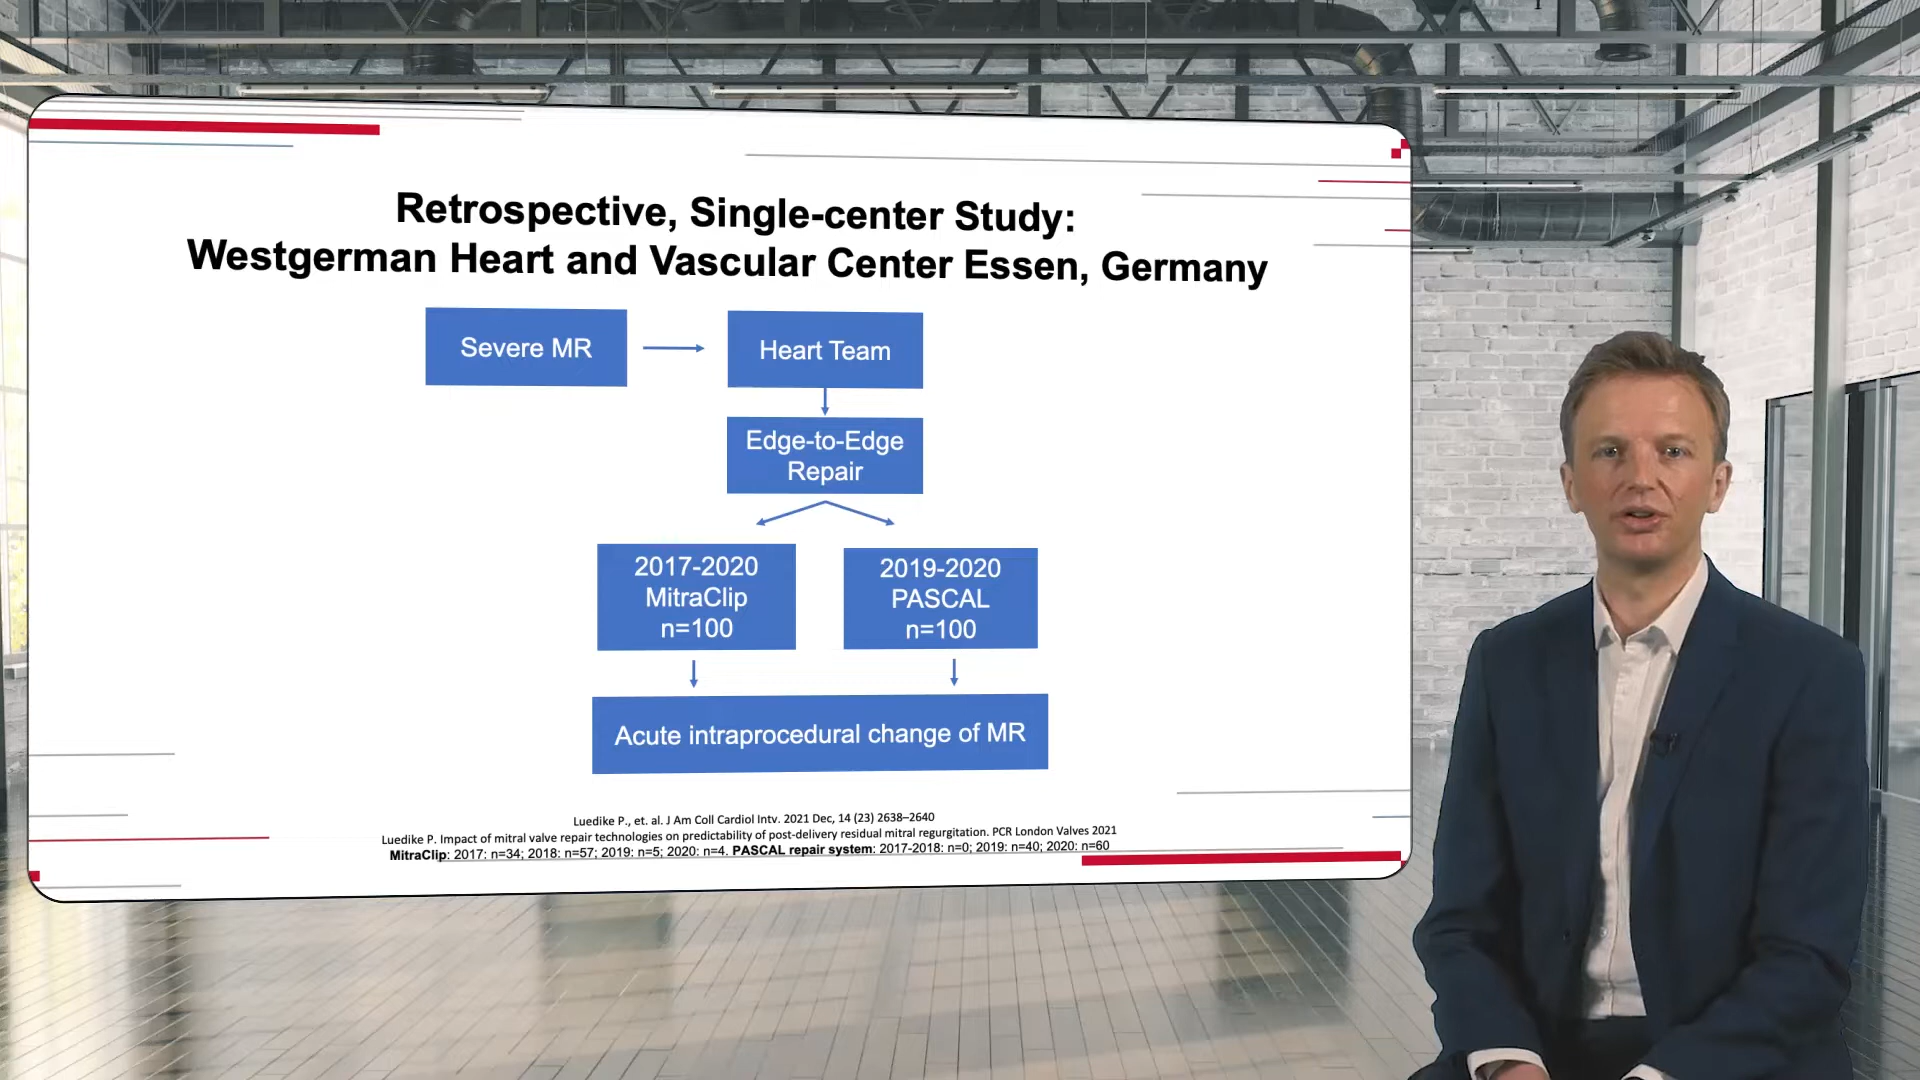 Retrospective, Single-center Study:
Westgerman Heart and Vascular Center Essen, Germany
Severe MR
Heart Team
Edge-to-Edge
Repair
2017-2020
MitraClip
n=100
2019-2020
PASCAL
n=100
Acute intraprocedural change of MR
Luedike P., et. al. J Am Coll Cardiol Intv. 2021 Dec, 14 (23) 2638–2640
Luedike P. Impact of mitral valve repair technologies on predictability of post-delivery residual mitral regurgitation. PCR London Valves 2021
MitraClip: 2017: n=34; 2018: n=57; 2019: n=5; 2020: n=4. PASCAL repair system: 2017-2018: n=0; 2019: n=40; 2020: n=60